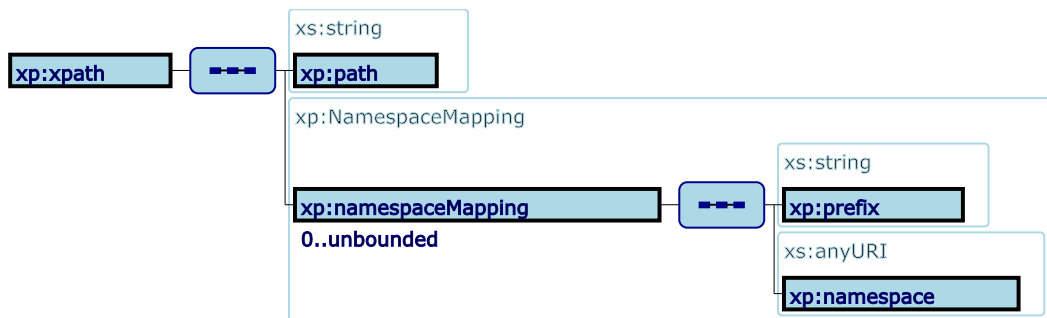 xs:string
xp:xpath
xp:path
xp:NamespaceMapping
xs:string
xp:namespaceMapping
xp:prefix
0..unbounded
xs:anyURI
xp:namespace